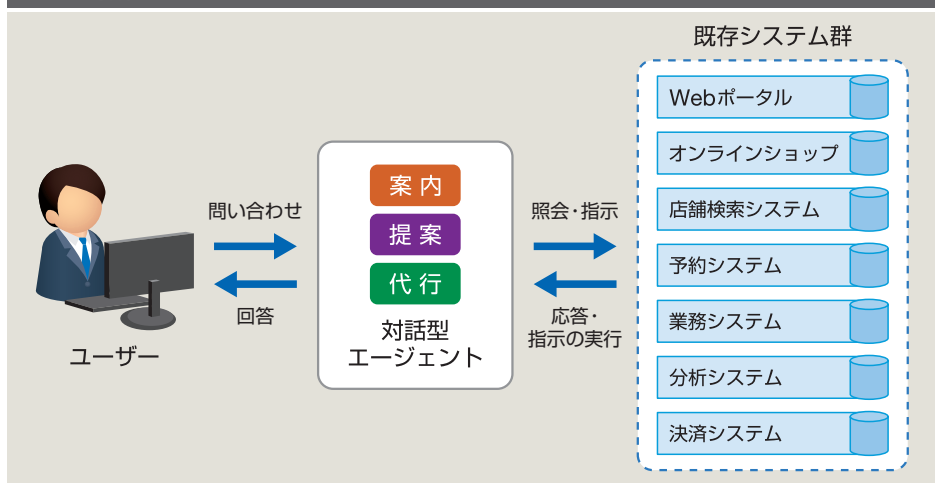 既存システム群
Webポータル
オンラインショップ
店舗検索システム
予約システム
業務システム
分析システム
決済システム
案内
提案
代行
対話型
エージェント
問い合わせ
回答
照会・指示
応答・
指示の実行
ユーザー